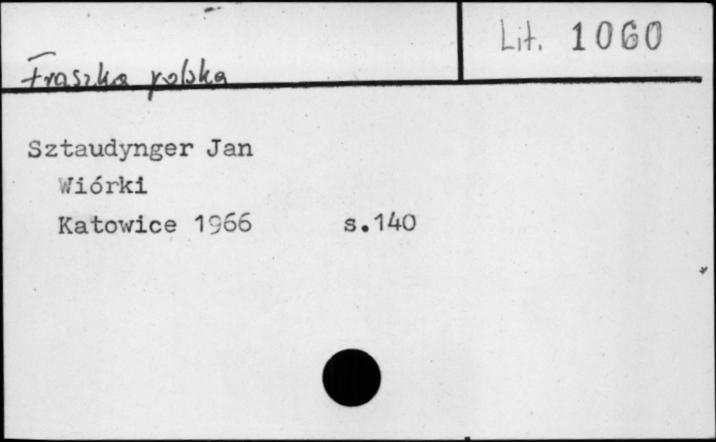 Lit. 1060
Fraszka polska
Sztaudynger Jan
Wiórki
Katowice 1966 s.140